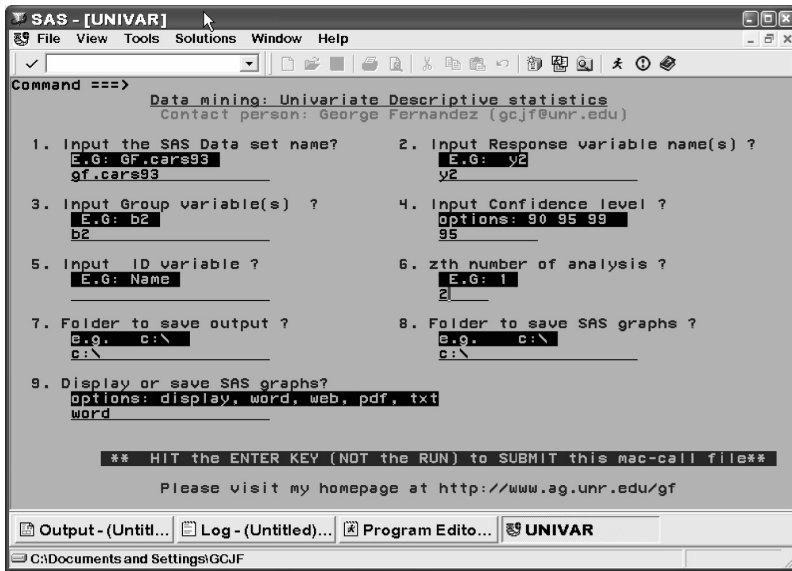 SAS - [UNIVAR]
File View Tools Solutions Window Help
Command ===>
Data mining: Univariate Descriptive statistics
Contact person: George Fernandez (gcjf@unr.edu)
1. Input the SAS Data set name?
E.G: GF.cars93
gf.cars93
2. Input Response variable name(s) ?
E.G: y2
y2
3. Input Group variable(s) ?
E.G: b2
b2
4. Input Confidence level ?
options: 90 95 99
95
5. Input ID variable ?
E.G: Name
6. zth number of analysis ?
E.G: 1
2
7. Folder to save output ?
e.g. c:\
c:\
8. Folder to save SAS graphs ?
e.g. c:\
c:\
9. Display or save SAS graphs?
options: display, word, web, pdf, txt
word
** HIT the ENTER KEY (NOT the RUN) to SUBMIT this mac-call file**
Please visit my homepage at http://www.ag.unr.edu/gf
Output - (Untitl... Log - (Untitled)... Program Edito... UNIVAR
C:\Documents and Settings\GCJF